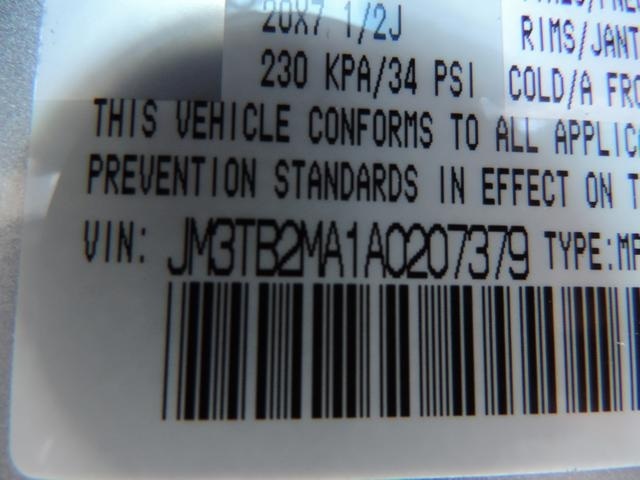 20X7 1/2J
RIMS/JANT
230 KPA/34 PSI COLD/A FRO
THIS VEHICLE CONFORMS TO ALL APPLIC
PREVENTION STANDARDS IN EFFECT ON T
VIN: JM3TB2MA1A0207379 TYPE:MP